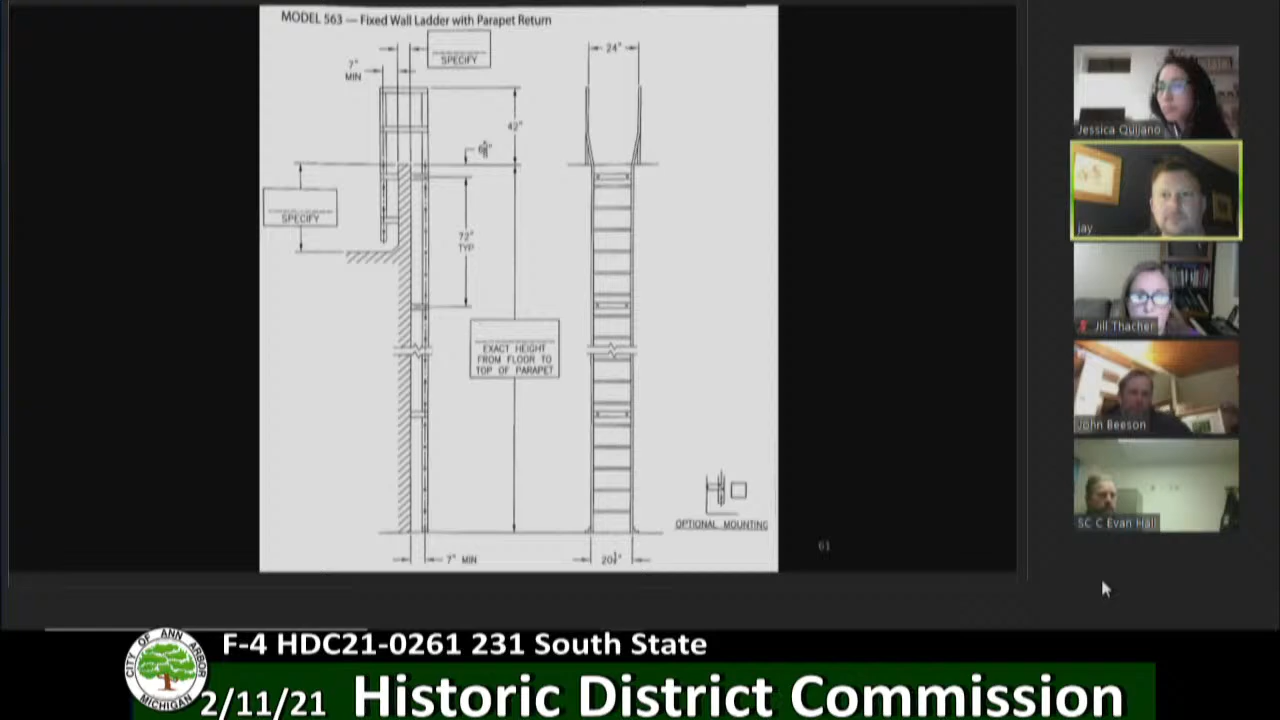 MODEL 563 — Fixed Wall Ladder with Parapet Return
SPECIFY
7"
MIN
24"
42"
SPECIFY
72"
TYP
EXACT HEIGHT
FROM FLOOR TO
TOP OF PARAPET
OPTIONAL MOUNTING
7" MIN
61
Jessica Quijano
jay
Jill Thacher
John Beeson
SC C Evan Hall
CITY OF ANN ARBOR
MICHIGAN
F-4 HDC21-0261 231 South State
2/11/21 Historic District Commission